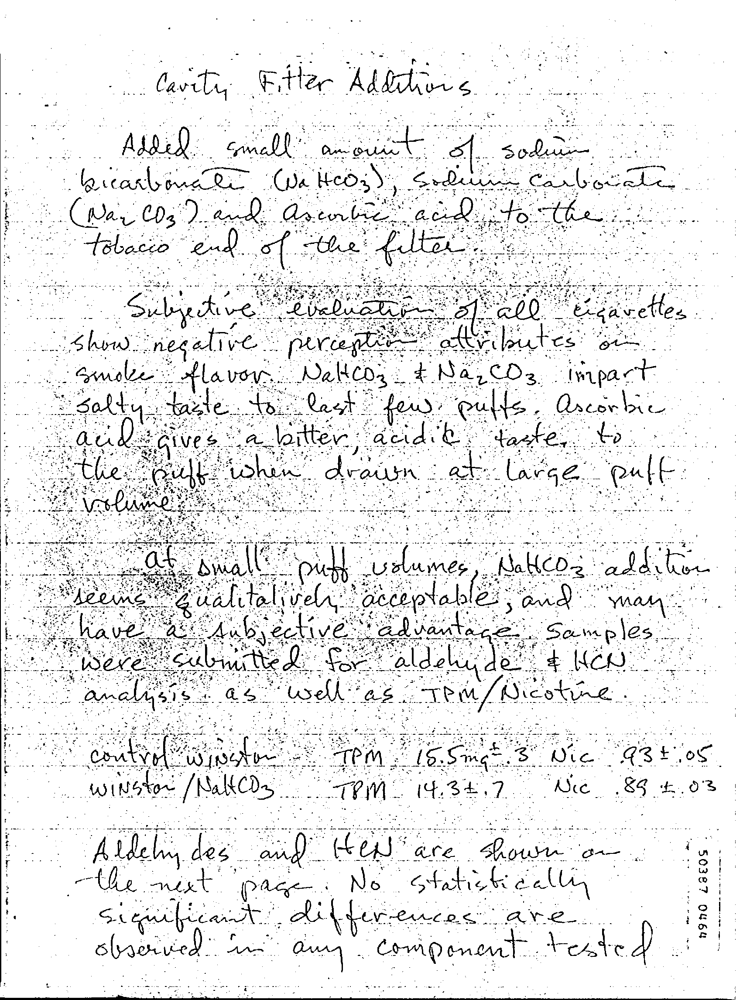 Cavity Filter Additions
Added small amount of sodium
bicarbonate (NaHCO3), sodium carbonate
(Na2CO3) and ascorbic acid to the
tobacco end of the filter.
Subjective evaluation of all cigarettes
show negative perception attributes on
smoke flavor. NaHCO3 & Na2CO3 impart
salty taste to last few puffs. Ascorbic
acid gives a bitter, acidic taste, to
the puff when drawn at large puff
volume.
At small puff volumes, NaHCO3 addition
seems qualitatively acceptable, and may
have a subjective advantage. Samples
were submitted for aldehyde & HCN
analysis as well as TPM/Nicotine.
control Winston - TPM 15.5mg ± .3 Nic .93 ± .05
Winston/NaHCO3 TPM 14.3 ± .7 Nic .89 ± .03
Aldehydes and HCN are shown on
the next page. No statistically
significant differences are
observed in any component tested
50387 0464